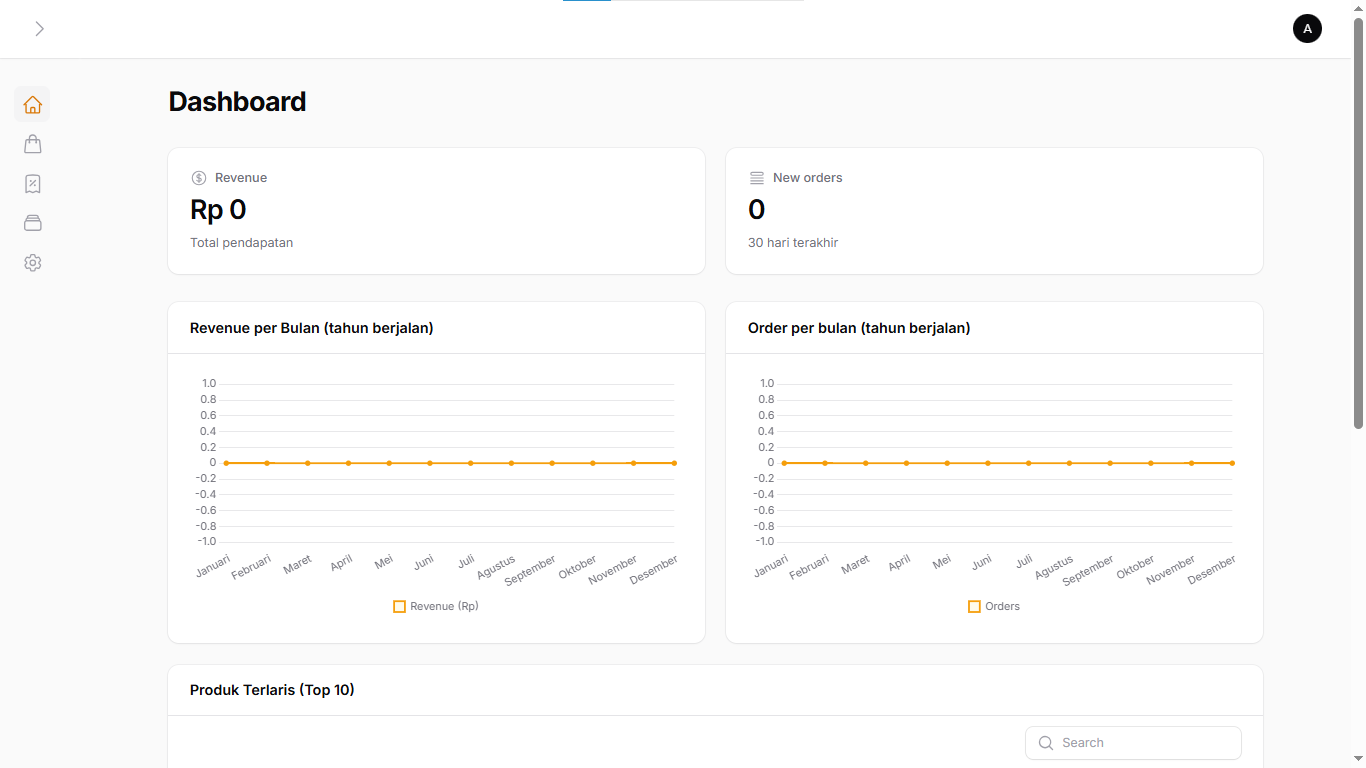 A
Dashboard
Revenue
Rp 0
Total pendapatan
New orders
0
30 hari terakhir
Revenue per Bulan (tahun berjalan)
1.0
0.8
0.6
0.4
0.2
0
-0.2
-0.4
-0.6
-0.8
-1.0
Januari Februari Maret April Mei Juni Juli Agustus September Oktober November Desember
Revenue (Rp)
Order per bulan (tahun berjalan)
1.0
0.8
0.6
0.4
0.2
0
-0.2
-0.4
-0.6
-0.8
-1.0
Januari Februari Maret April Mei Juni Juli Agustus September Oktober November Desember
Orders
Produk Terlaris (Top 10)
Search